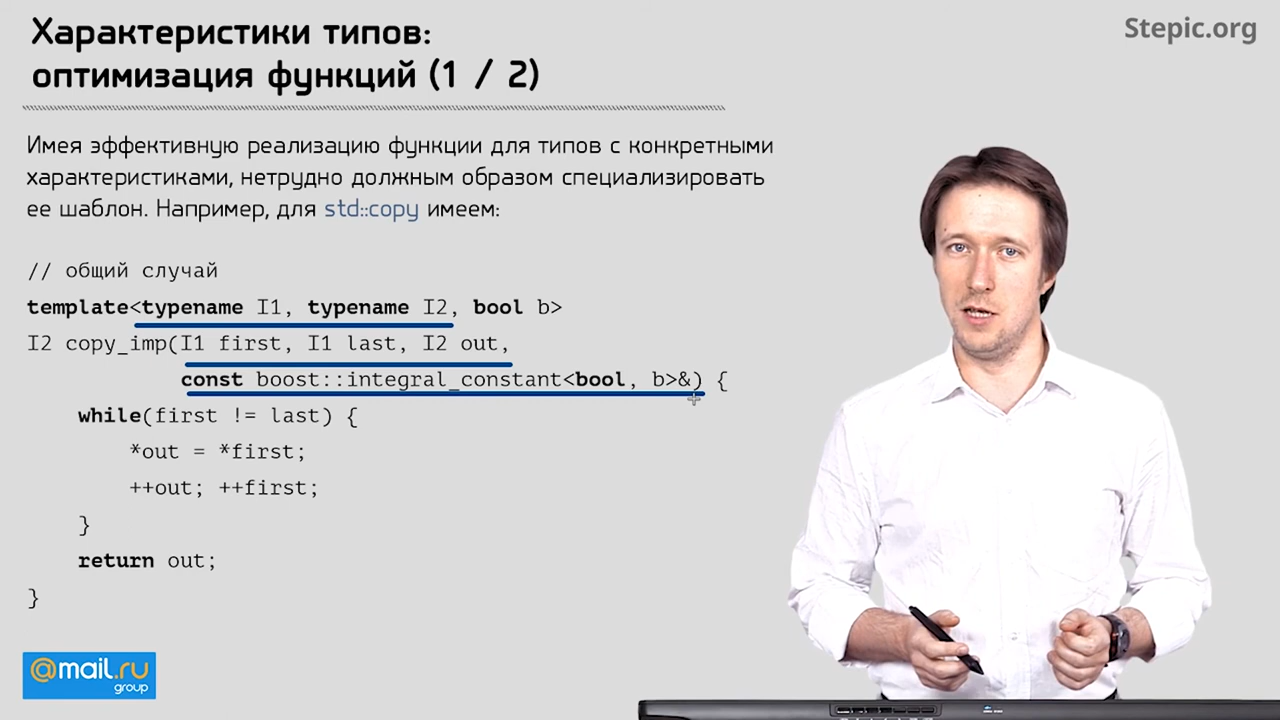 Характеристики типов:
оптимизация функций (1 / 2)
Stepic.org
Имея эффективную реализацию функции для типов с конкретными
характеристиками, нетрудно должным образом специализировать
ее шаблон. Например, для std::copy имеем:
// общий случай
template<typename I1, typename I2, bool b>
I2 copy_imp(I1 first, I1 last, I2 out,
const boost::integral_constant<bool, b>&) {
while(first != last) {
*out = *first;
++out; ++first;
}
return out;
}
@mail.ru
group